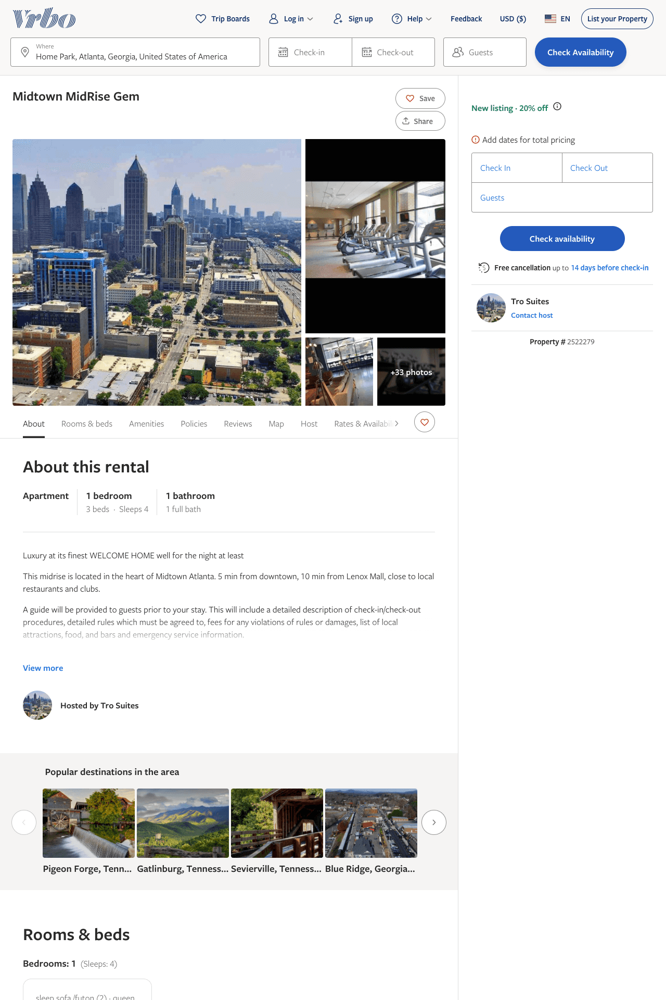 Vrbo
Trip Boards
Log in
Sign up
Help
Feedback
USD ($)
EN
List your Property
Where
Home Park, Atlanta, Georgia, United States of America
Check-in
Check-out
Guests
Check Availability
Midtown MidRise Gem
Save
Share
+33 photos
New listing · 20% off
Add dates for total pricing
Check In
Check Out
Guests
Check availability
Free cancellation up to 14 days before check-in
Tro Suites
Contact host
Property # 2522279
About
Rooms & beds
Amenities
Policies
Reviews
Map
Host
Rates & Availabili
About this rental
Apartment
1 bedroom
3 beds · Sleeps 4
1 bathroom
1 full bath
Luxury at its finest WELCOME HOME well for the night at least
This midrise is located in the heart of Midtown Atlanta. 5 min from downtown, 10 min from Lenox Mall, close to local
restaurants and clubs.
A guide will be provided to guests prior to your stay. This will include a detailed description of check-in/check-out
procedures, detailed rules which must be agreed to, fees for any violations of rules or damages, list of local
attractions, food, and bars and emergency service information.
View more
Hosted by Tro Suites
Popular destinations in the area
Pigeon Forge, Tenn...
Gatlinburg, Tenness...
Sevierville, Tenness...
Blue Ridge, Georgia...
Rooms & beds
Bedrooms: 1 (Sleeps: 4)
sleep sofa /futon (2) · queen